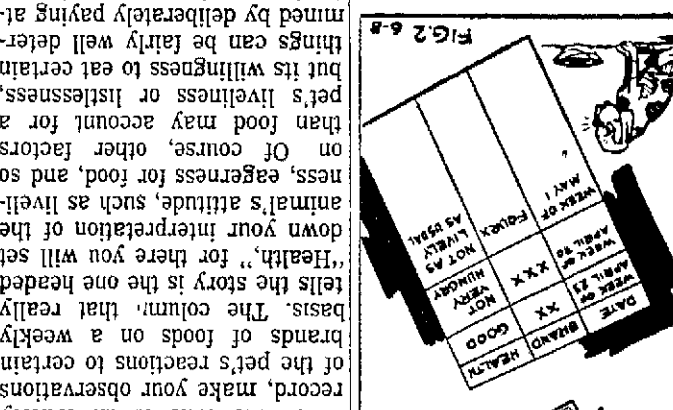 DATE BRAND HEALTH
WEEK OF
APRIL 23
XX
GOOD
WEEK OF
APRIL 30
XXX
NOT
VERY
HUNGRY
WEEK OF
MAY 1
FIGURX
NOT AS
LIVELY
AS USUAL
FIG.2 6-8
record, make your observations
of the pet's reactions to certain
brands of foods on a weekly
basis. The column that really
tells the story is the one headed
"Health," for there you will set
down your interpretation of the
animal's attitude, such as liveli-
ness, eagerness for food, and so
on Of course, other factors
than food may account for a
pet's liveliness or listlessness,
but its willingness to eat certain
things can be fairly well deter-
mined by deliberately paying at-